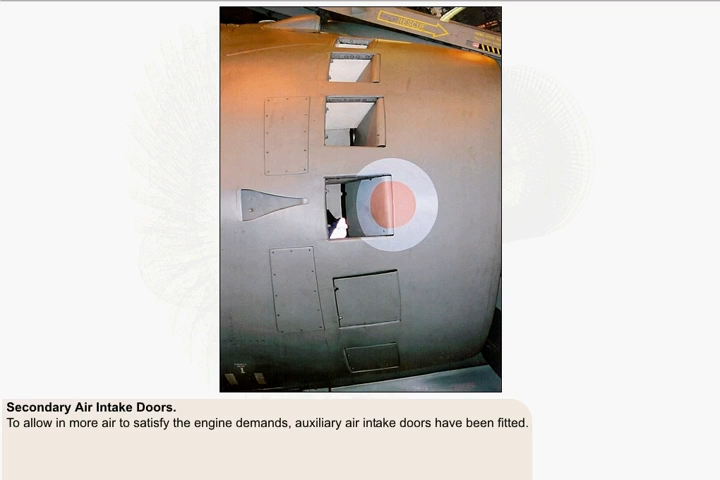 RESCUE
Secondary Air Intake Doors.
To allow in more air to satisfy the engine demands, auxiliary air intake doors have been fitted.